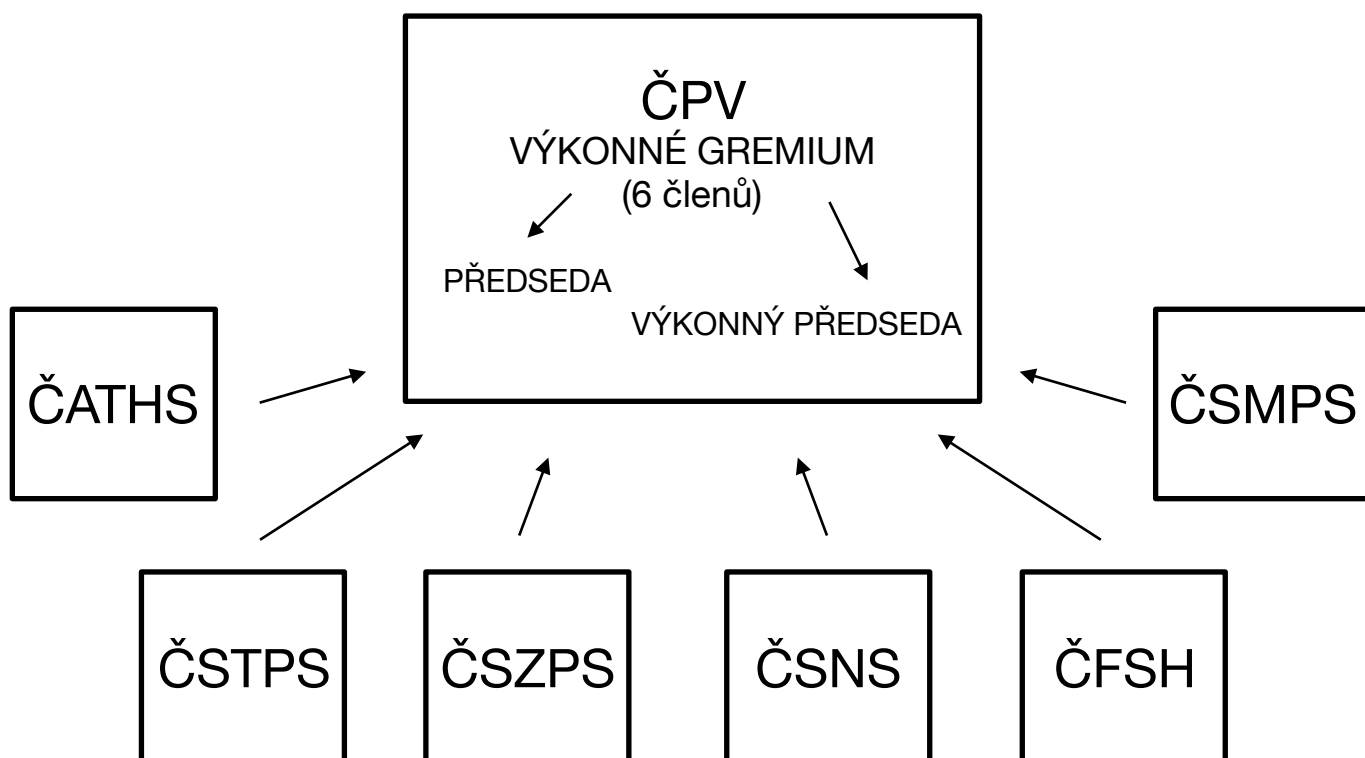 ČPV
VÝKONNÉ GREMIUM
(6 členů)
PŘEDSEDA
VÝKONNÝ PŘEDSEDA
ČATHS
ČSMPS
ČSTPS
ČSZPS
ČSNS
ČFSH